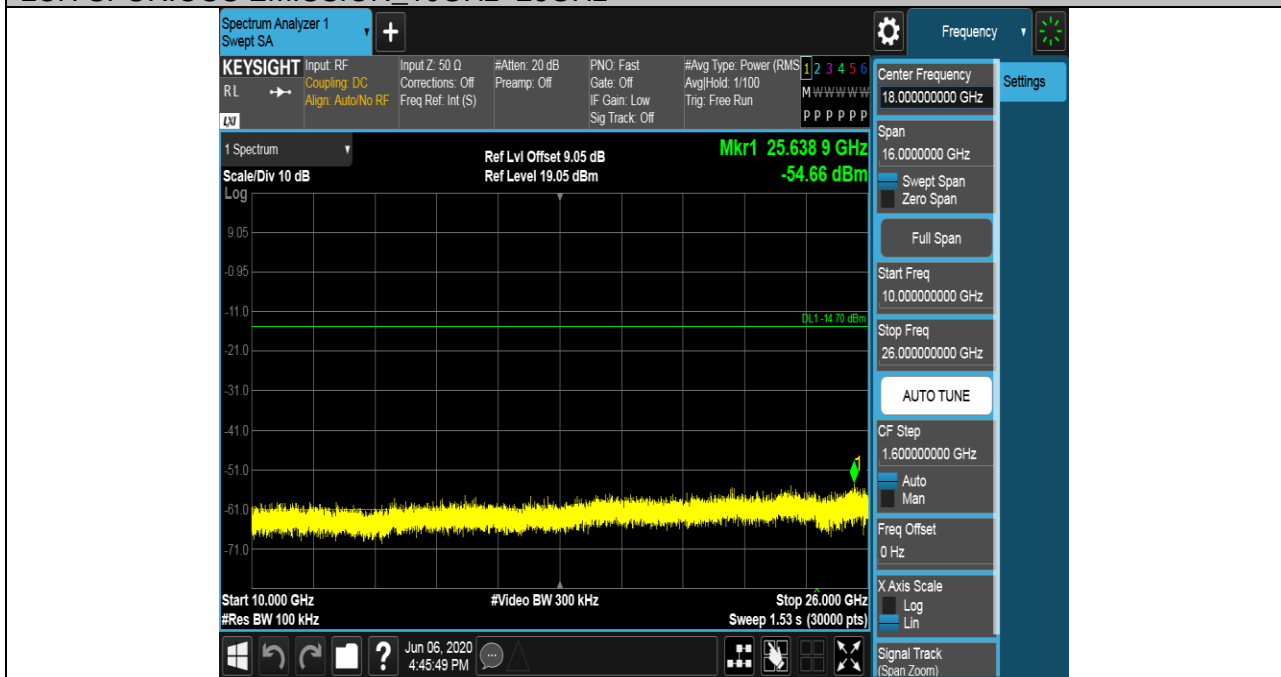 Spectrum Analyzer 1
Swept SA
+
Frequency
KEYSIGHT
RL
LXI
Input: RF
Coupling: DC
Align: Auto/No RF
Input Z: 50 Ω
Corrections: Off
Freq Ref: Int (S)
#Atten: 20 dB
Preamp: Off
PNO: Fast
Gate: Off
IF Gain: Low
Sig Track: Off
#Avg Type: Power (RMS
Avg|Hold: 1/100
Trig: Free Run
1 2 3 4 5 6
M W W W W W
P P P P P P
1 Spectrum
Scale/Div 10 dB
Log
Ref Lvl Offset 9.05 dB
Ref Level 19.05 dBm
Mkr1 25.638 9 GHz
-54.66 dBm
9.05
-0.95
-11.0
DL1 -14.70 dBm
-21.0
-31.0
-41.0
-51.0
1
-61.0
-71.0
Start 10.000 GHz
#Res BW 100 kHz
#Video BW 300 kHz
Stop 26.000 GHz
Sweep 1.53 s (30000 pts)
?
Jun 06, 2020
4:45:49 PM
Center Frequency
18.000000000 GHz
Settings
Span
16.0000000 GHz
Swept Span
Zero Span
Full Span
Start Freq
10.000000000 GHz
Stop Freq
26.000000000 GHz
AUTO TUNE
CF Step
1.600000000 GHz
Auto
Man
Freq Offset
0 Hz
X Axis Scale
Log
Lin
Signal Track
(Span Zoom)